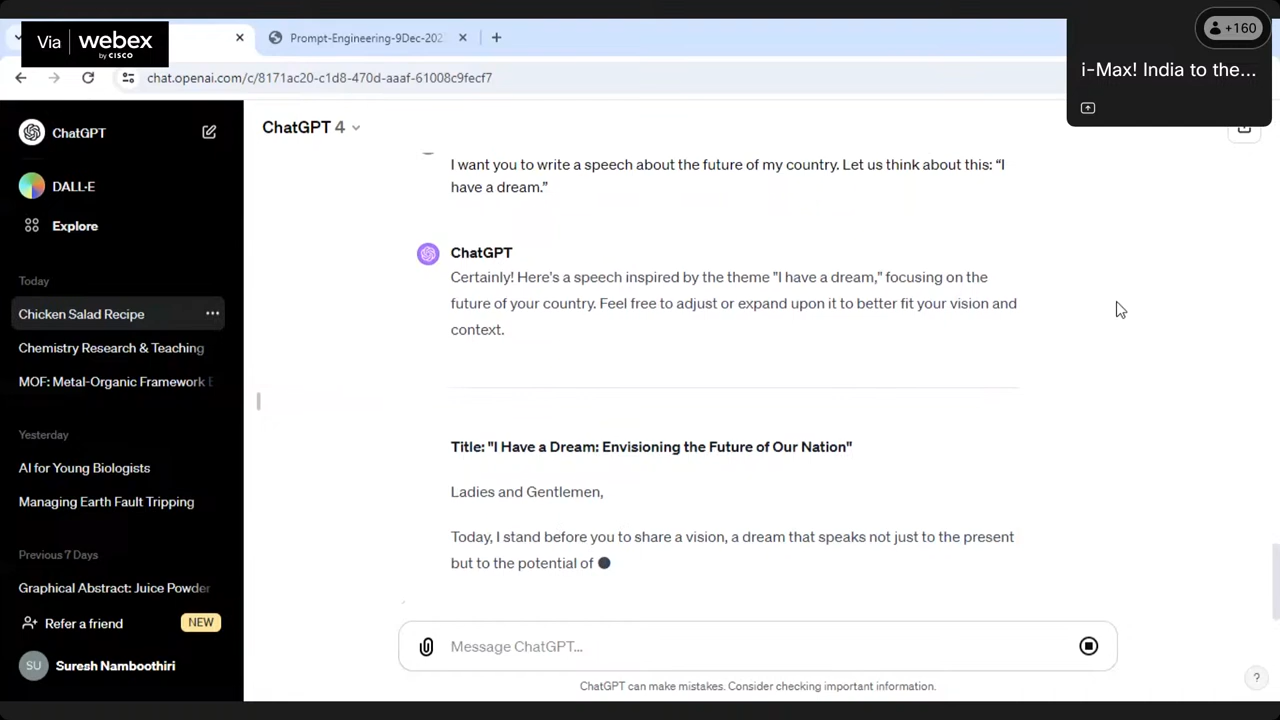 Via webex
by CISCO
Prompt-Engineering-9Dec-202
+160
i-Max! India to the...
chat.openai.com/c/8171ac20-c1d8-470d-aaaf-61008c9fecf7
ChatGPT
DALL·E
Explore
Today
Chicken Salad Recipe
Chemistry Research & Teaching
MOF: Metal-Organic Framework
Yesterday
AI for Young Biologists
Managing Earth Fault Tripping
Previous 7 Days
Graphical Abstract: Juice Powder
Refer a friend NEW
SU Suresh Namboothiri
ChatGPT 4
I want you to write a speech about the future of my country. Let us think about this: “I
have a dream.”
ChatGPT
Certainly! Here's a speech inspired by the theme "I have a dream," focusing on the
future of your country. Feel free to adjust or expand upon it to better fit your vision and
context.
Title: "I Have a Dream: Envisioning the Future of Our Nation"
Ladies and Gentlemen,
Today, I stand before you to share a vision, a dream that speaks not just to the present
but to the potential of
Message ChatGPT...
ChatGPT can make mistakes. Consider checking important information.
?